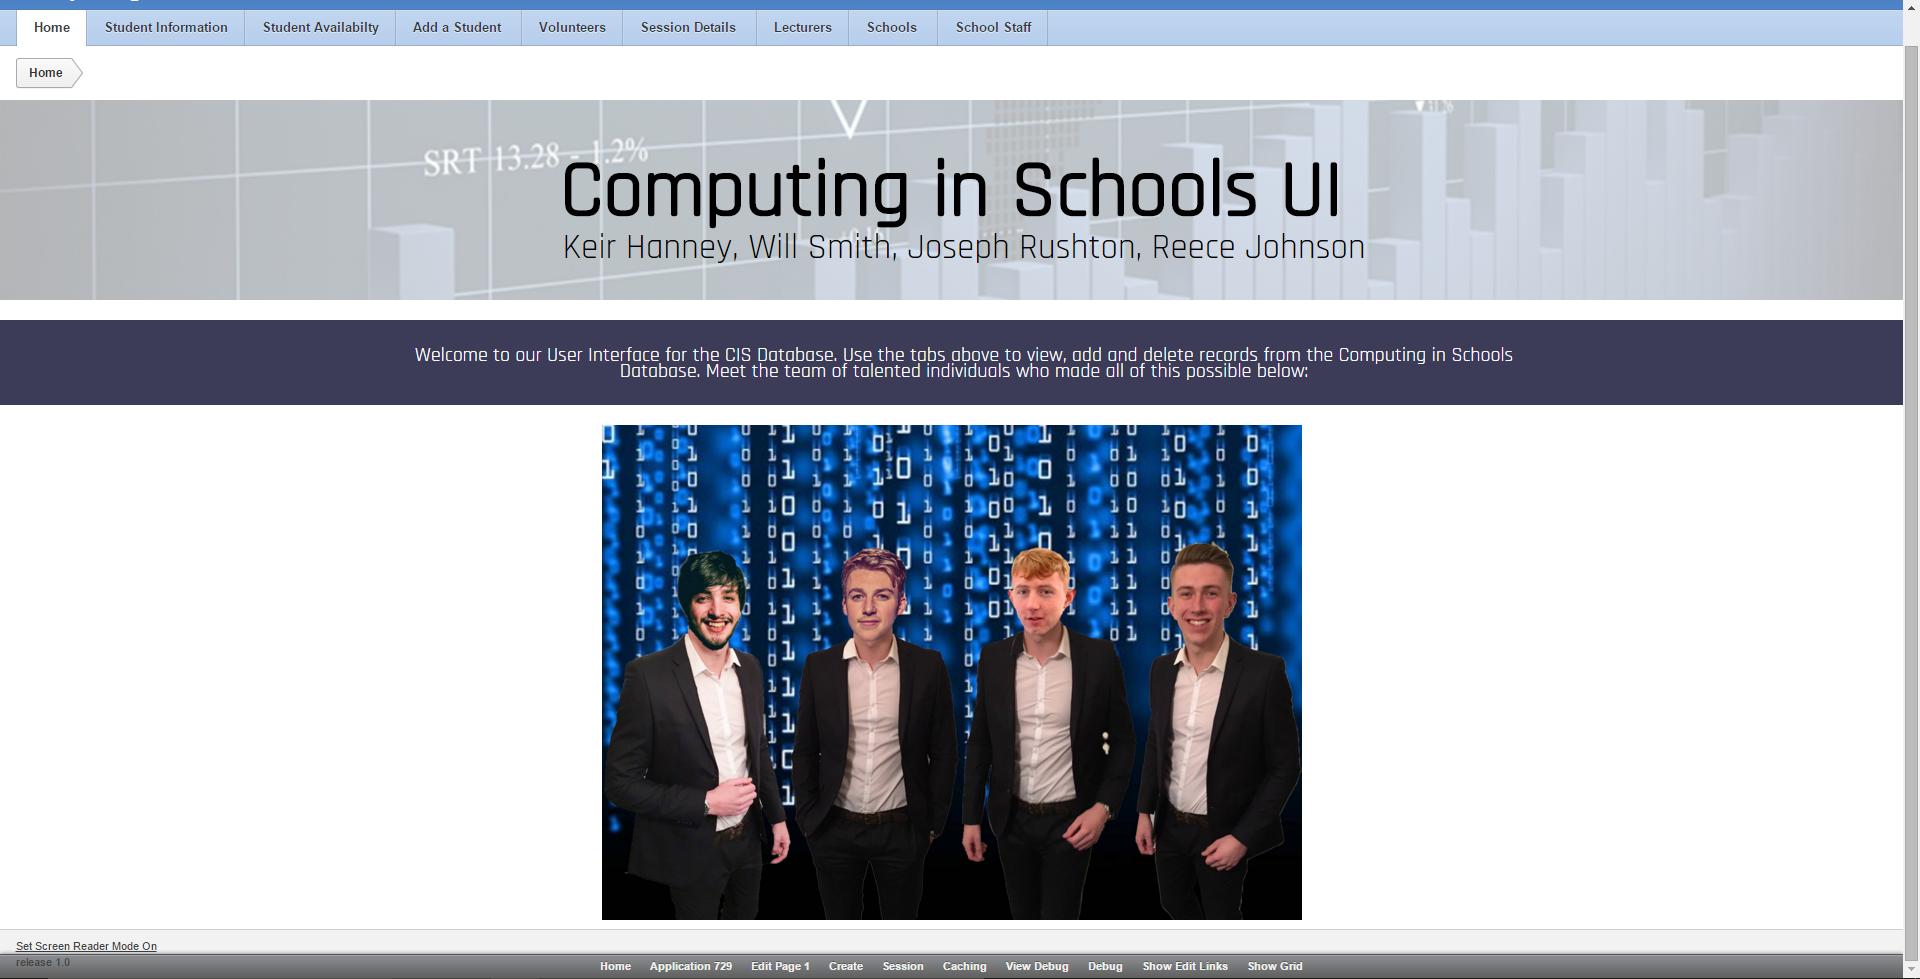 Home Student Information Student Availabilty Add a Student Volunteers Session Details Lecturers Schools School Staff
Home
SRT 13.28 - 1.2%
Computing in Schools UI
Keir Hanney, Will Smith, Joseph Rushton, Reece Johnson
Welcome to our User Interface for the CIS Database. Use the tabs above to view, add and delete records from the Computing in Schools
Database. Meet the team of talented individuals who made all of this possible below:
Set Screen Reader Mode On
release 1.0
Home Application 729 Edit Page 1 Create Session Caching View Debug Debug Show Edit Links Show Grid